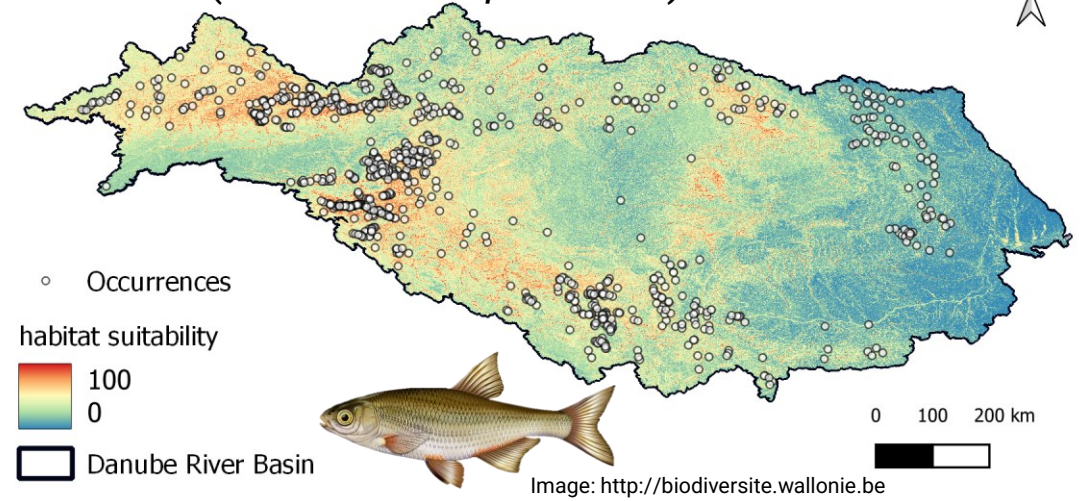 Occurrences
habitat suitability
100
0
Danube River Basin
0 100 200 km
Image: http://biodiversite.wallonie.be